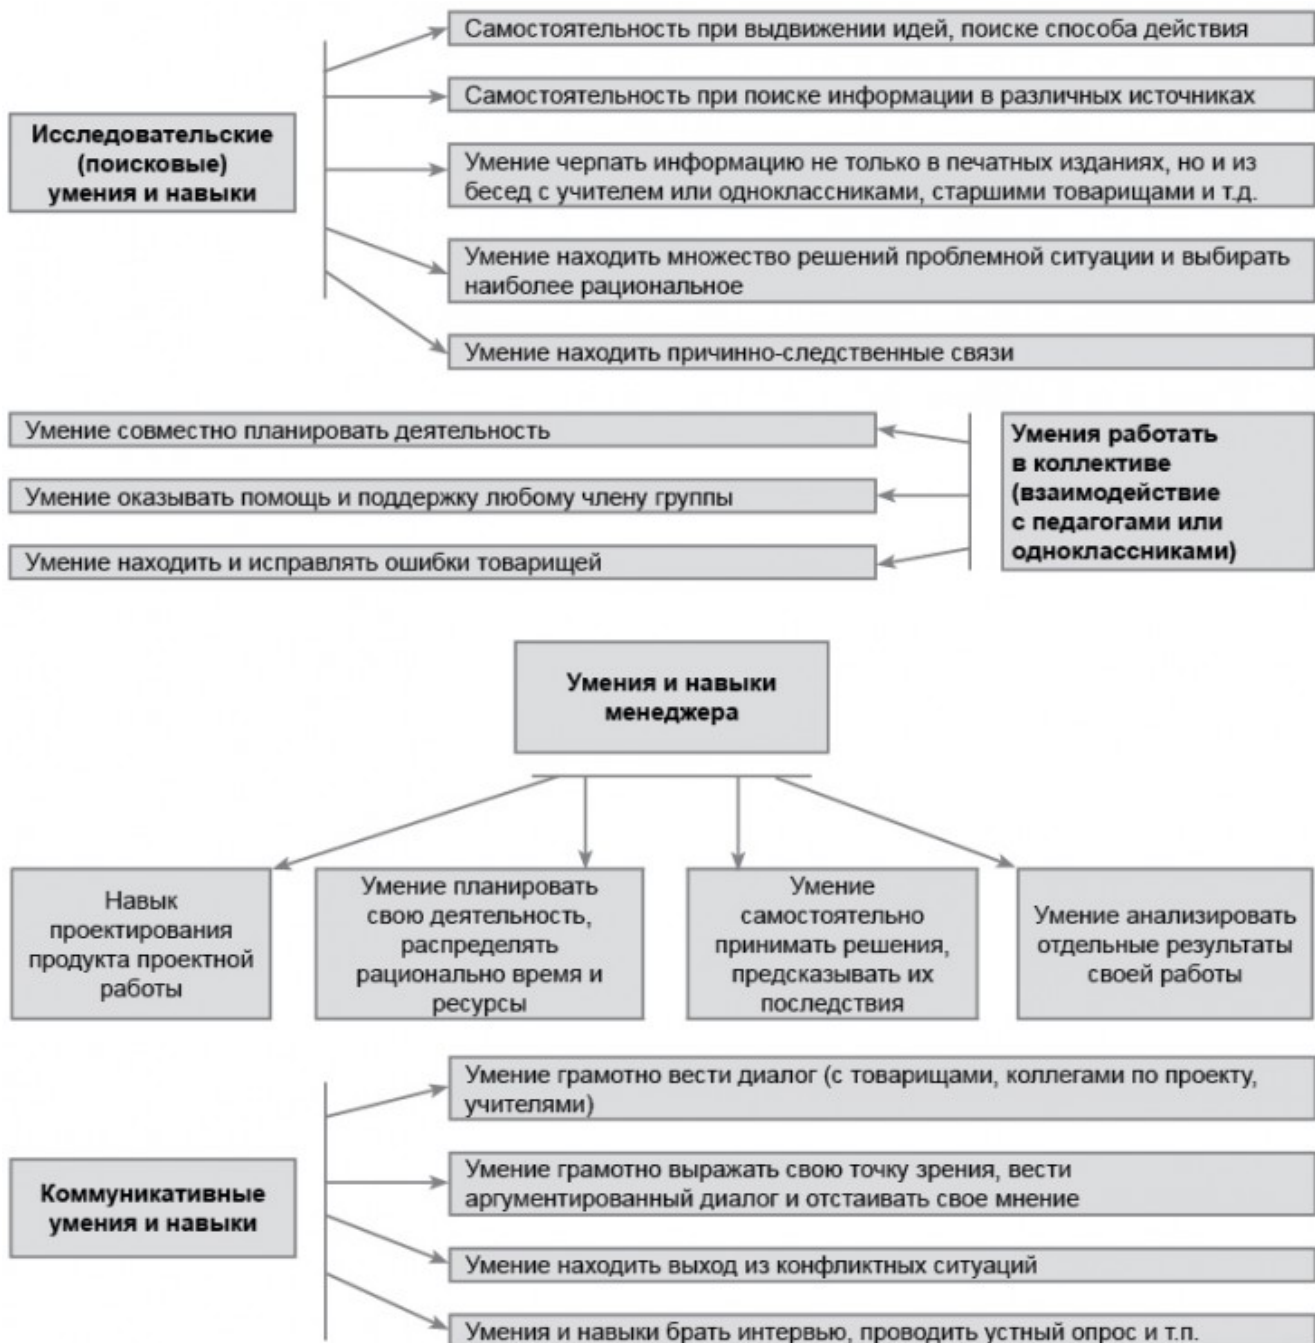 Самостоятельность при выдвижении идей, поиске способа действия
Самостоятельность при поиске информации в различных источниках
Исследовательские
(поисковые)
умения и навыки
Умение черпать информацию не только в печатных изданиях, но и из
бесед с учителем или одноклассниками, старшими товарищами и т.д.
Умение находить множество решений проблемной ситуации и выбирать
наиболее рациональное
Умение находить причинно-следственные связи
Умение совместно планировать деятельность
Умение оказывать помощь и поддержку любому члену группы
Умение находить и исправлять ошибки товарищей
Умения работать
в коллективе
(взаимодействие
с педагогами или
одноклассниками)
Умения и навыки
менеджера
Навык
проектирования
продукта проектной
работы
Умение планировать
свою деятельность,
распределять
рационально время и
ресурсы
Умение
самостоятельно
принимать решения,
предсказывать их
последствия
Умение анализировать
отдельные результаты
своей работы
Умение грамотно вести диалог (с товарищами, коллегами по проекту,
учителями)
Коммуникативные
умения и навыки
Умение грамотно выражать свою точку зрения, вести
аргументированный диалог и отстаивать свое мнение
Умение находить выход из конфликтных ситуаций
Умения и навыки брать интервью, проводить устный опрос и т.п.